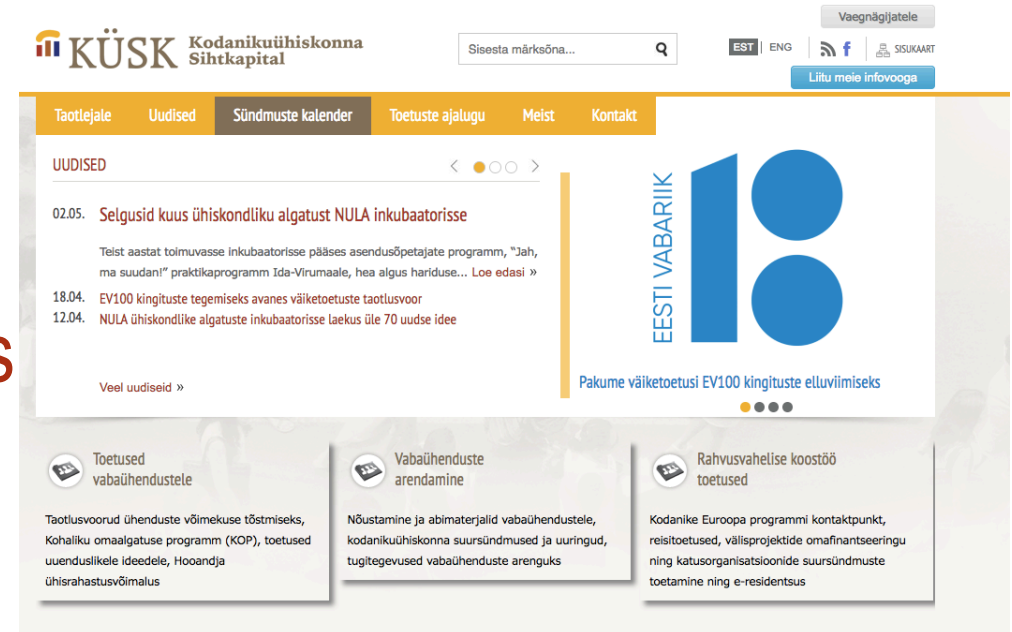 Vaegnägijatele
KÜSK Kodanikuühiskonna
Sihtkapital
Sisesta märksõna...
EST | ENG
SISUKAART
Liitu meie infovooga
Taotlejale Uudised Sündmuste kalender Toetuste ajalugu Meist Kontakt
UUDISED
02.05. Selgusid kuus ühiskondliku algatust NULA inkubaatorisse
Teist aastat toimuvasse inkubaatorisse pääses asendusõpetajate programm, “Jah,
ma suudan!” praktikaprogramm Ida-Virumaale, hea algus hariduse... Loe edasi »
18.04. EV100 kingituste tegemiseks avanes väiketoetuste taotlusvoor
12.04. NULA ühiskondlike algatuste inkubaatorisse laekus üle 70 uudse idee
Veel uudiseid »
EESTI VABARIIK
100
Pakume väiketoetusi EV100 kingituste elluviimiseks
S
Toetused
vabaühendustele
Taotlusvoorud ühenduste võimekuse tõstmiseks,
Kohaliku omaalgatuse programm (KOP), toetused
uuenduslikele ideedele, Hooandja
ühisrahastusvõimalus
Vabaühenduste
arendamine
Nõustamine ja abimaterjalid vabaühendustele,
kodanikuühiskonna suursündmused ja uuringud,
tugitegevused vabaühenduste arenguks
Rahvusvahelise koostöö
toetused
Kodanike Euroopa programmi kontaktpunkt,
reisitoetused, välisprojektide omafinantseeringu
ning katusorganisatsioonide suursündmuste
toetamine ning e-residentsus